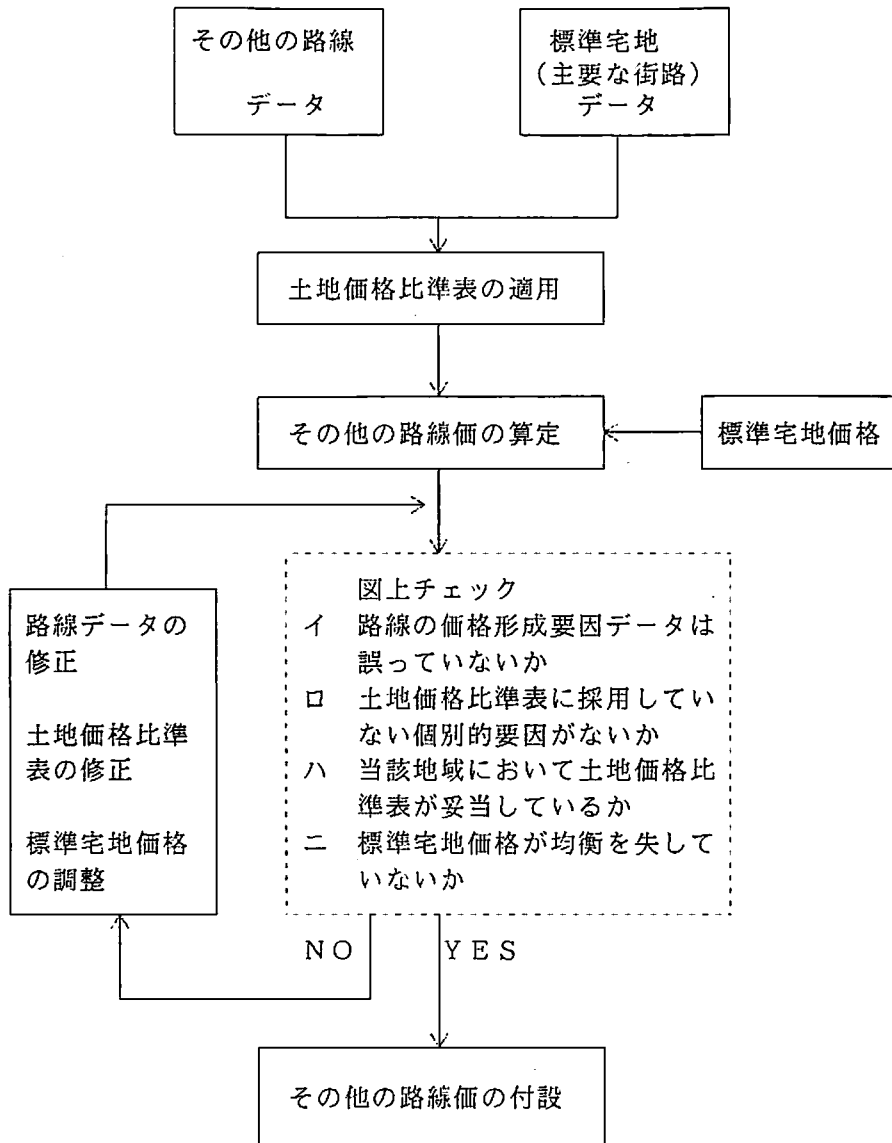 その他の路線
データ
標準宅地
（主要な街路）
データ
土地価格比準表の適用
その他の路線価の算定
標準宅地価格
路線データの
修正
土地価格比準
表の修正
標準宅地価格
の調整
図上チェック
イ 路線の価格形成要因データは
誤っていないか
ロ 土地価格比準表に採用してい
ない個別的要因がないか
ハ 当該地域において土地価格比
準表が妥当しているか
ニ 標準宅地価格が均衡を失して
いないか
NO
YES
その他の路線価の付設